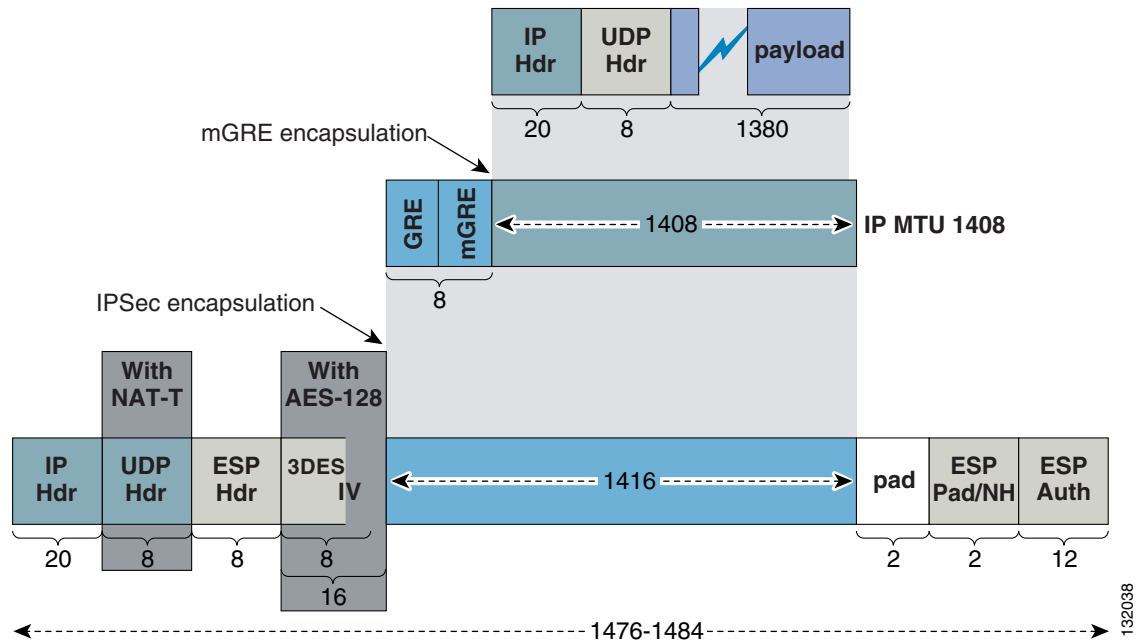 IP
Hdr
UDP
Hdr
payload
20
8
1380
mGRE encapsulation
GRE
mGRE
1408
IP MTU 1408
8
IPSec encapsulation
With
NAT-T
With
AES-128
IP
Hdr
UDP
Hdr
ESP
Hdr
3DES
IV
1416
pad
ESP
Pad/NH
ESP
Auth
20
8
8
8
16
2
2
12
1476-1484
132038